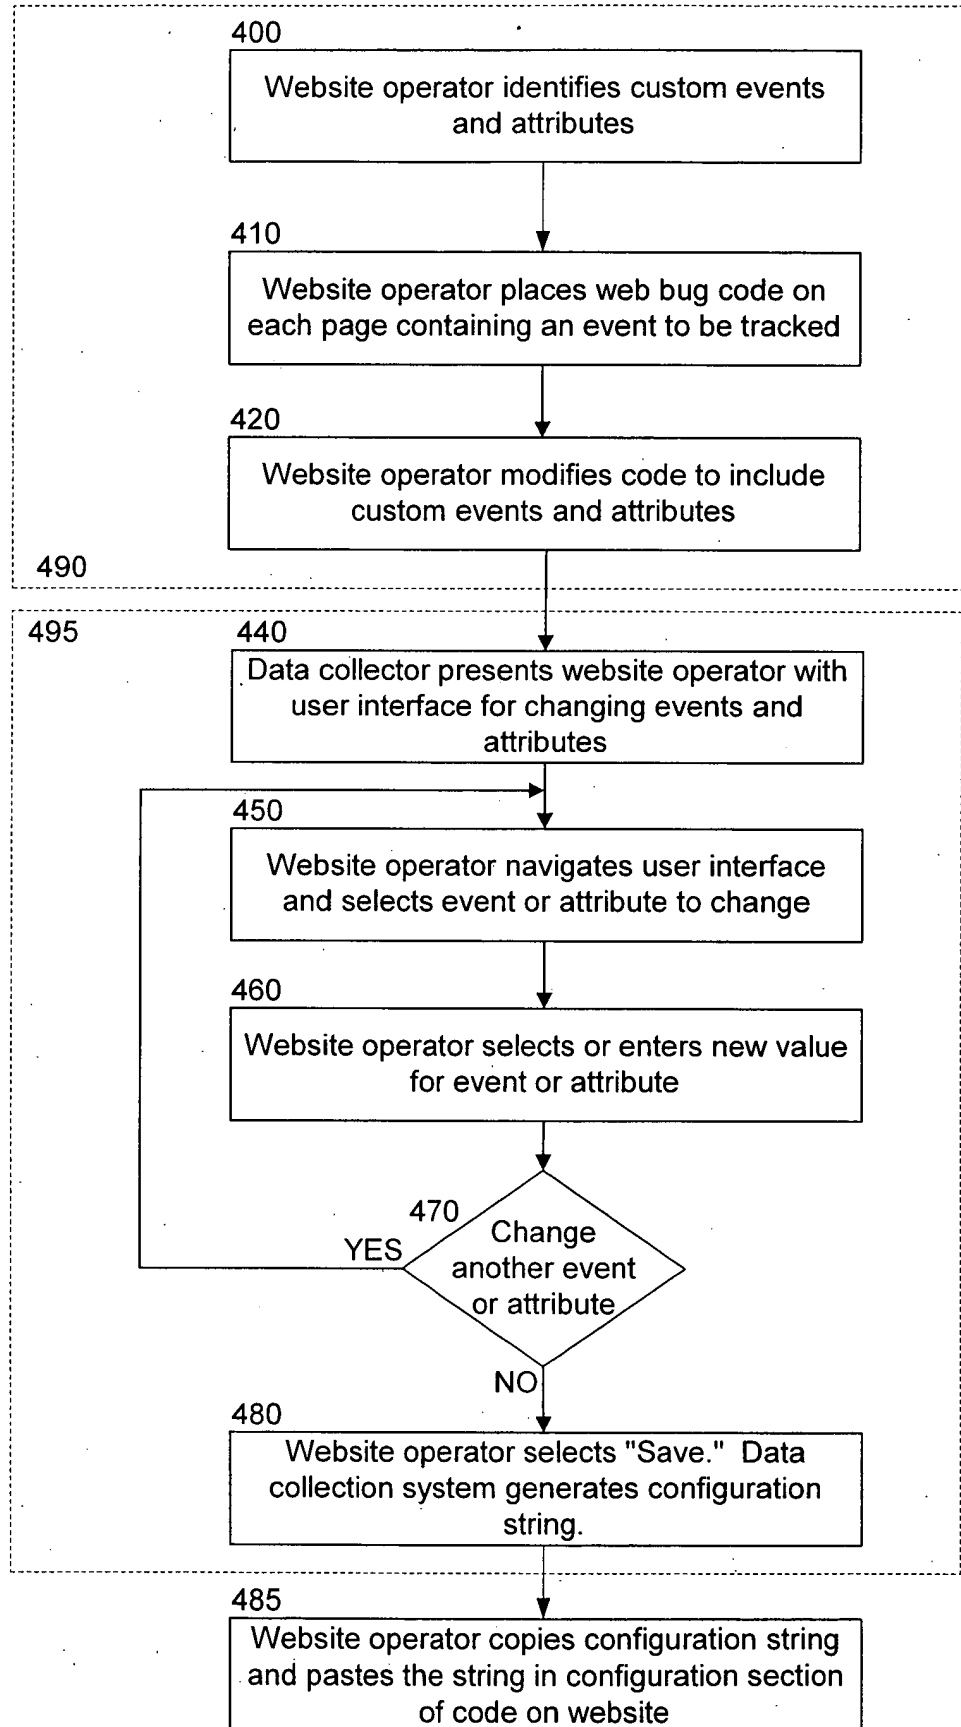 400
Website operator identifies custom events
and attributes
410
Website operator places web bug code on
each page containing an event to be tracked
420
Website operator modifies code to include
custom events and attributes
490
495
440
Data collector presents website operator with
user interface for changing events and
attributes
450
Website operator navigates user interface
and selects event or attribute to change
460
Website operator selects or enters new value
for event or attribute
470
Change
another event
or attribute
YES
NO
480
Website operator selects "Save." Data
collection system generates configuration
string.
485
Website operator copies configuration string
and pastes the string in configuration section
of code on website